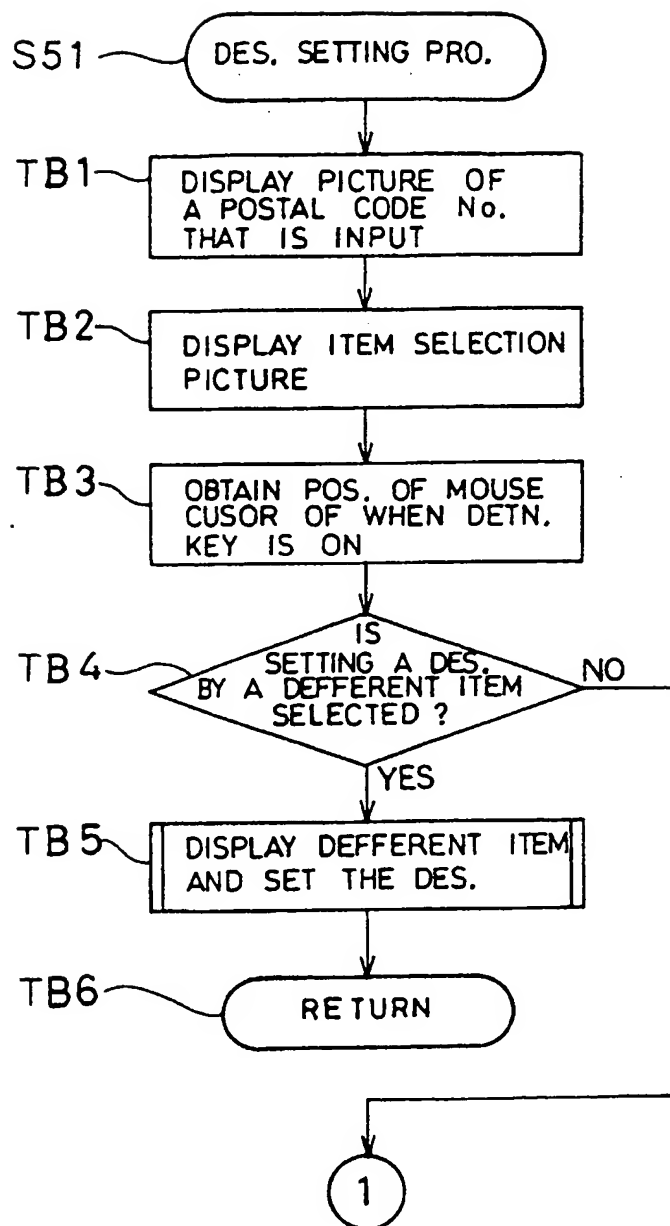 S51
DES. SETTING PRO.
TB1
DISPLAY PICTURE OF
A POSTAL CODE No.
THAT IS INPUT
TB2
DISPLAY ITEM SELECTION
PICTURE
TB3
OBTAIN POS. OF MOUSE
CUSOR OF WHEN DETN.
KEY IS ON
TB4
IS
SETTING A DES.
BY A DEFFERENT ITEM
SELECTED ?
NO
YES
TB5
DISPLAY DEFFERENT ITEM
AND SET THE DES.
TB6
RETURN
1